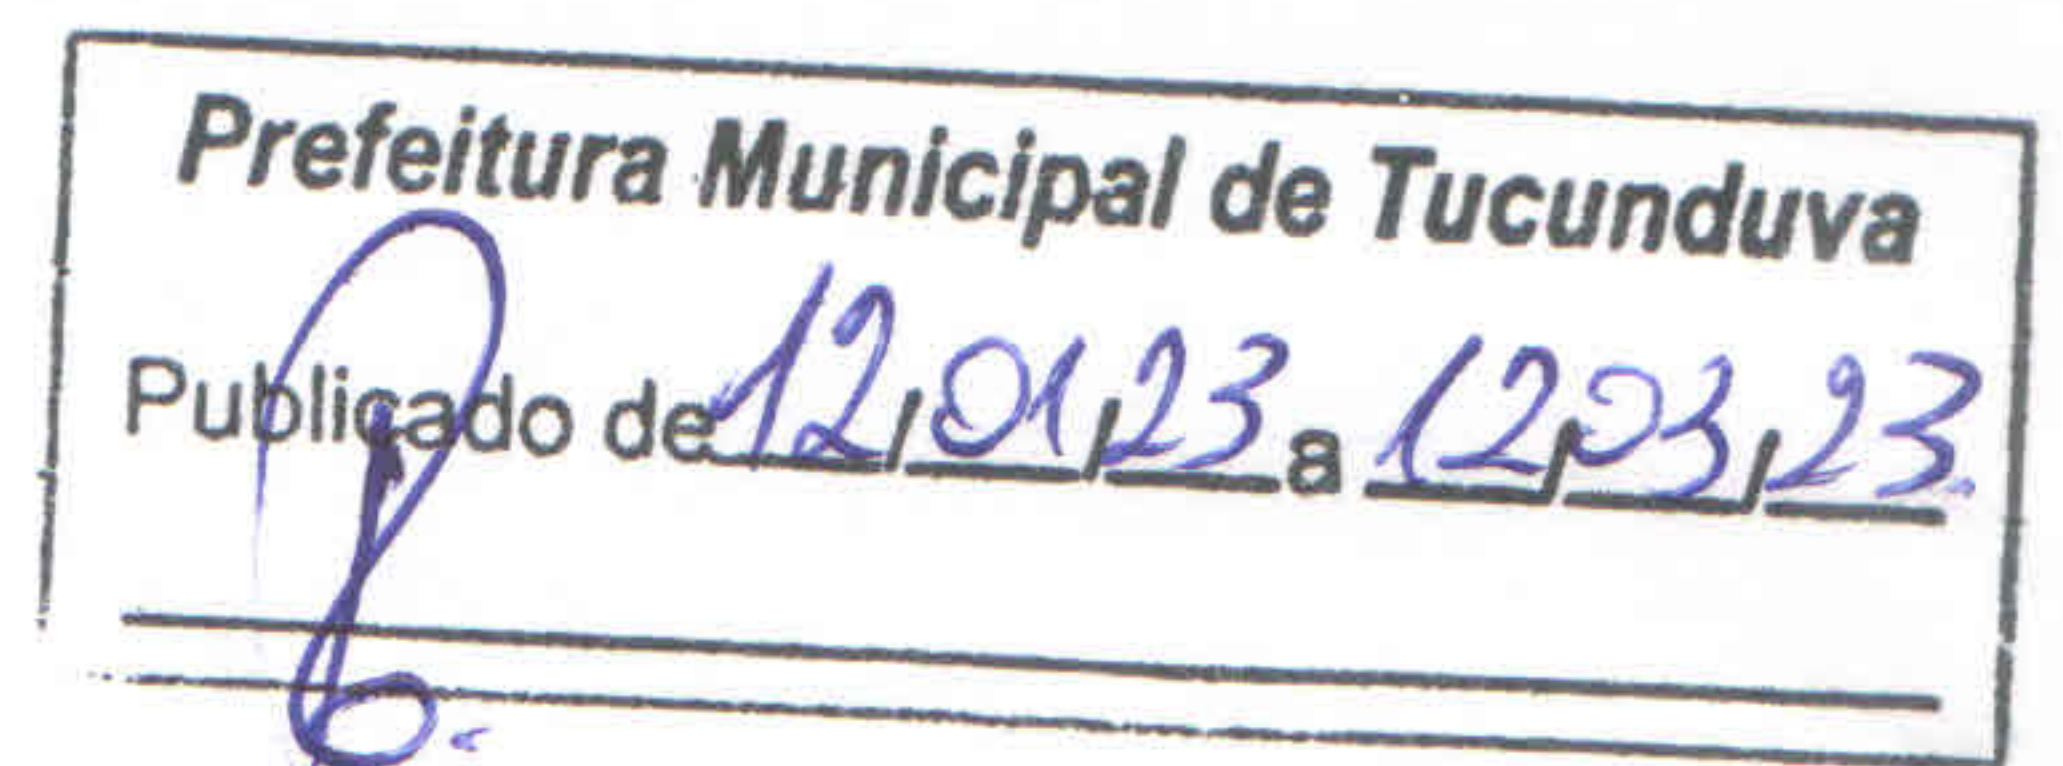 Prefeitura Municipal de Tucunduva
Publicado de 12/01/23 a 12/03/23.